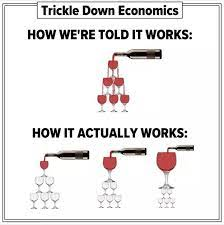 Trickle Down Economics
HOW WE'RE TOLD IT WORKS:
HOW IT ACTUALLY WORKS: